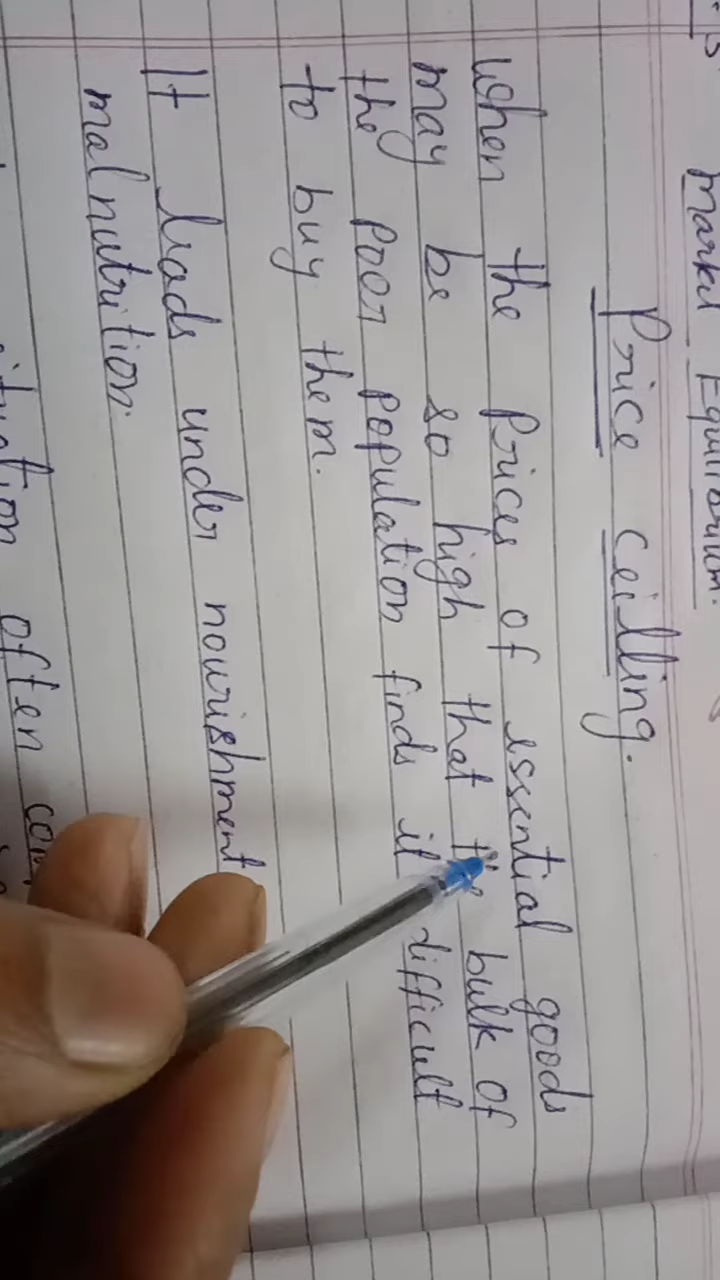 Market Equilibrium.
Price ceilling.
When the prices of essential goods
may be so high that the bulk of
the poor population finds it difficult
to buy them.
It leads under nourishment
malnutrition.
often